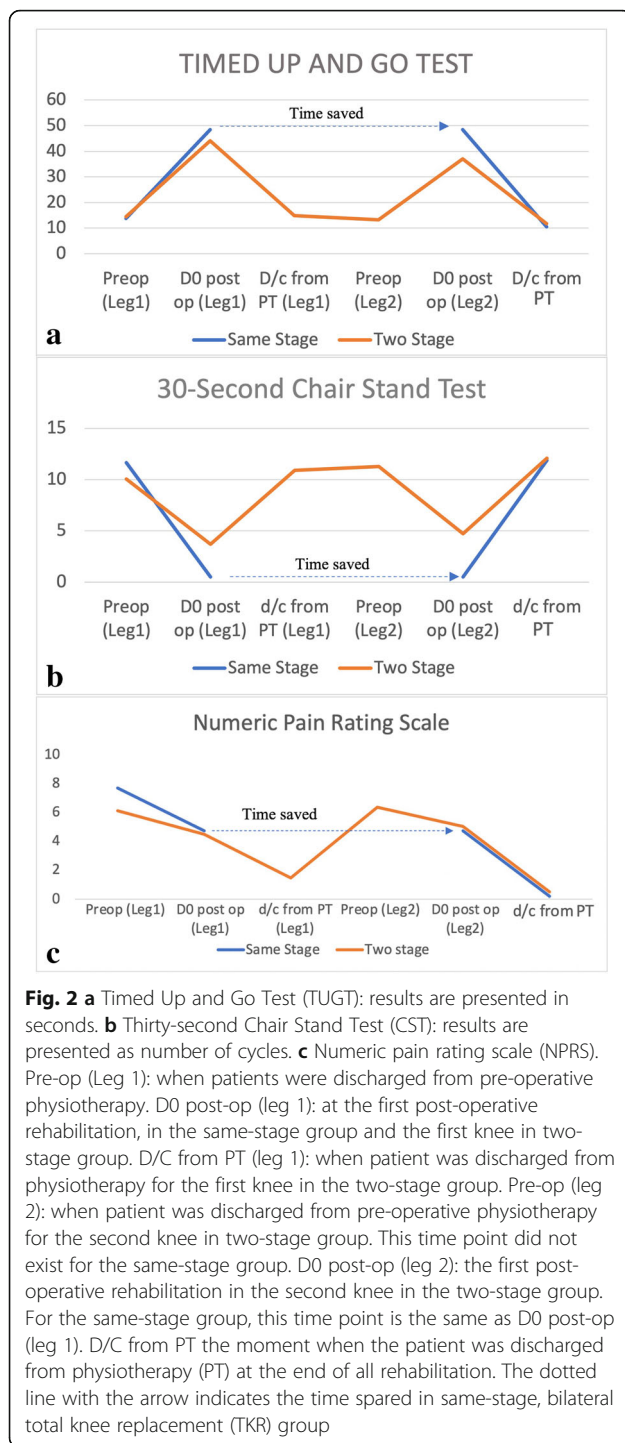 TIMED UP AND GO TEST
60
50
40
30
20
10
0
Time saved
Preop (Leg1)
D0 post op (Leg1)
D/c from PT (Leg1)
Preop (Leg2)
D0 post op (Leg2)
D/c from PT
a
Same Stage
Two Stage
30-Second Chair Stand Test
15
10
5
0
Time saved
Preop (Leg1)
D0 post op (Leg1)
d/c from PT (Leg1)
Preop (Leg2)
D0 post op (Leg2)
d/c from PT
b
Same Stage
Two Stage
Numeric Pain Rating Scale
10
8
6
4
2
0
Time saved
Preop (Leg1)
D0 post op (Leg1)
d/c from PT (Leg1)
Preop (Leg2)
D0 post op (Leg2)
d/c from PT
c
Same Stage
Two stage
Fig. 2 a Timed Up and Go Test (TUGT): results are presented in
seconds. b Thirty-second Chair Stand Test (CST): results are
presented as number of cycles. c Numeric pain rating scale (NPRS).
Pre-op (Leg 1): when patients were discharged from pre-operative
physiotherapy. D0 post-op (leg 1): at the first post-operative
rehabilitation, in the same-stage group and the first knee in two-
stage group. D/C from PT (leg 1): when patient was discharged from
physiotherapy for the first knee in the two-stage group. Pre-op (leg
2): when patient was discharged from pre-operative physiotherapy
for the second knee in two-stage group. This time point did not
exist for the same-stage group. D0 post-op (leg 2): the first post-
operative rehabilitation in the second knee in the two-stage group.
For the same-stage group, this time point is the same as D0 post-op
(leg 1). D/C from PT the moment when the patient was discharged
from physiotherapy (PT) at the end of all rehabilitation. The dotted
line with the arrow indicates the time spared in same-stage, bilateral
total knee replacement (TKR) group